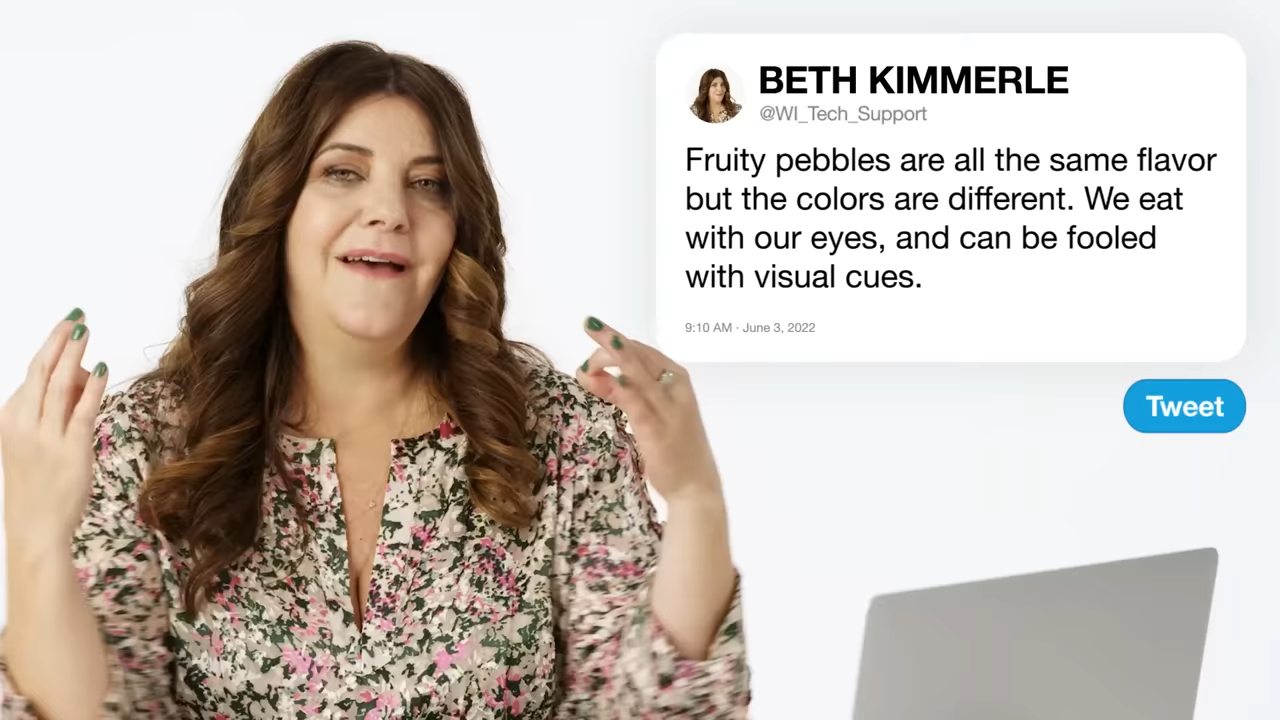 BETH KIMMERLE
@WI_Tech_Support
Fruity pebbles are all the same flavor
but the colors are different. We eat
with our eyes, and can be fooled
with visual cues.
9:10 AM · June 3, 2022
Tweet